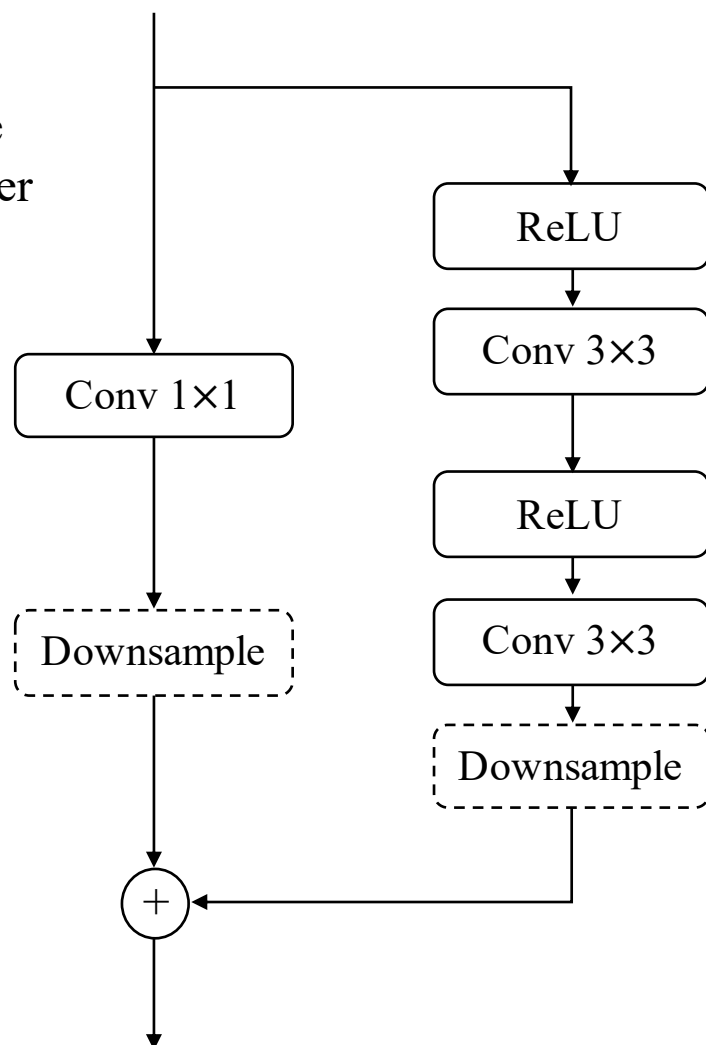 ReLU
Conv 3×3
Conv 1×1
ReLU
Conv 3×3
Downsample
Downsample
+